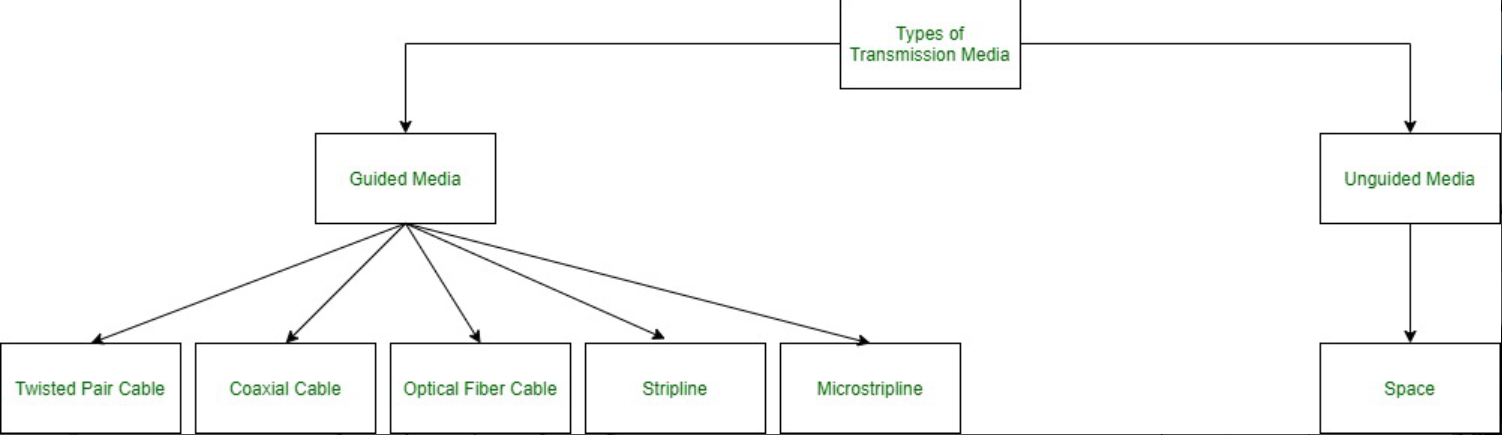 Types of
Transmission Media
Guided Media
Unguided Media
Twisted Pair Cable
Coaxial Cable
Optical Fiber Cable
Stripline
Microstripline
Space